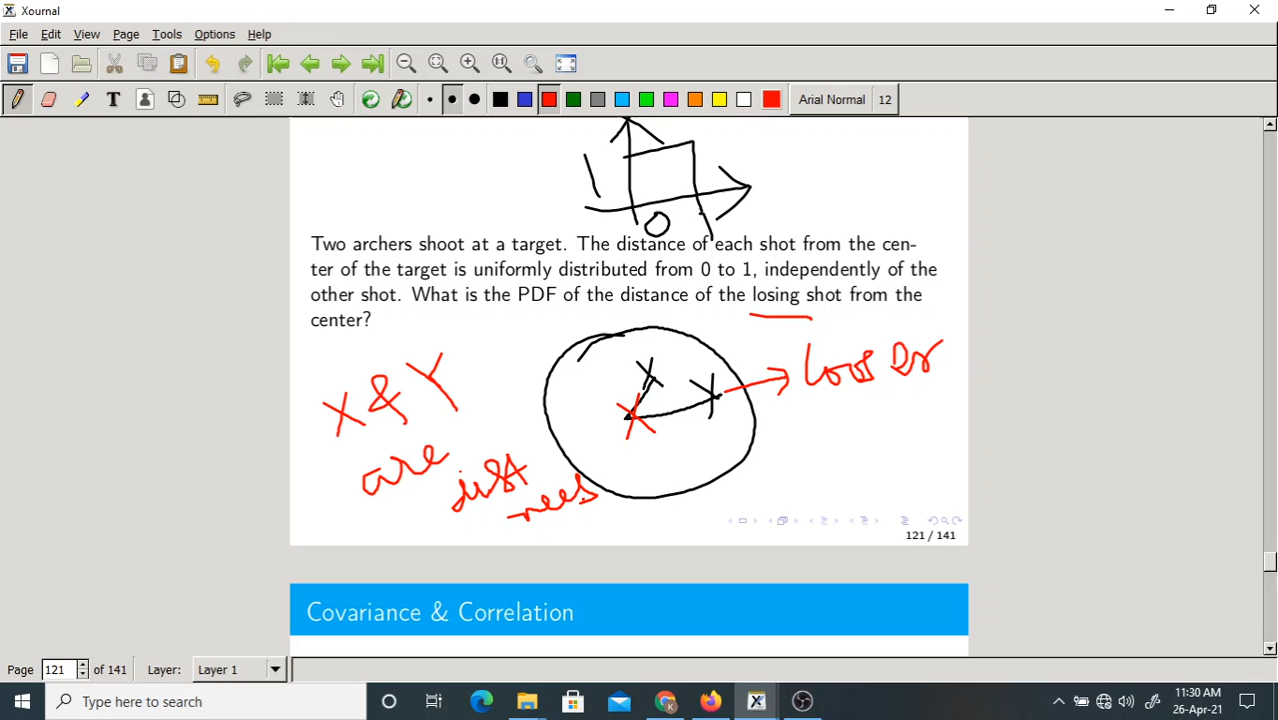 Xournal
File Edit View Page Tools Options Help
Arial Normal 12
1
0 1
Two archers shoot at a target. The distance of each shot from the cen-
ter of the target is uniformly distributed from 0 to 1, independently of the
other shot. What is the PDF of the distance of the losing shot from the
center?
X & Y
are just
X Y
X
121 / 141
Covariance & Correlation
Page 121 of 141 Layer: Layer 1
Type here to search
11:30 AM
26-Apr-21